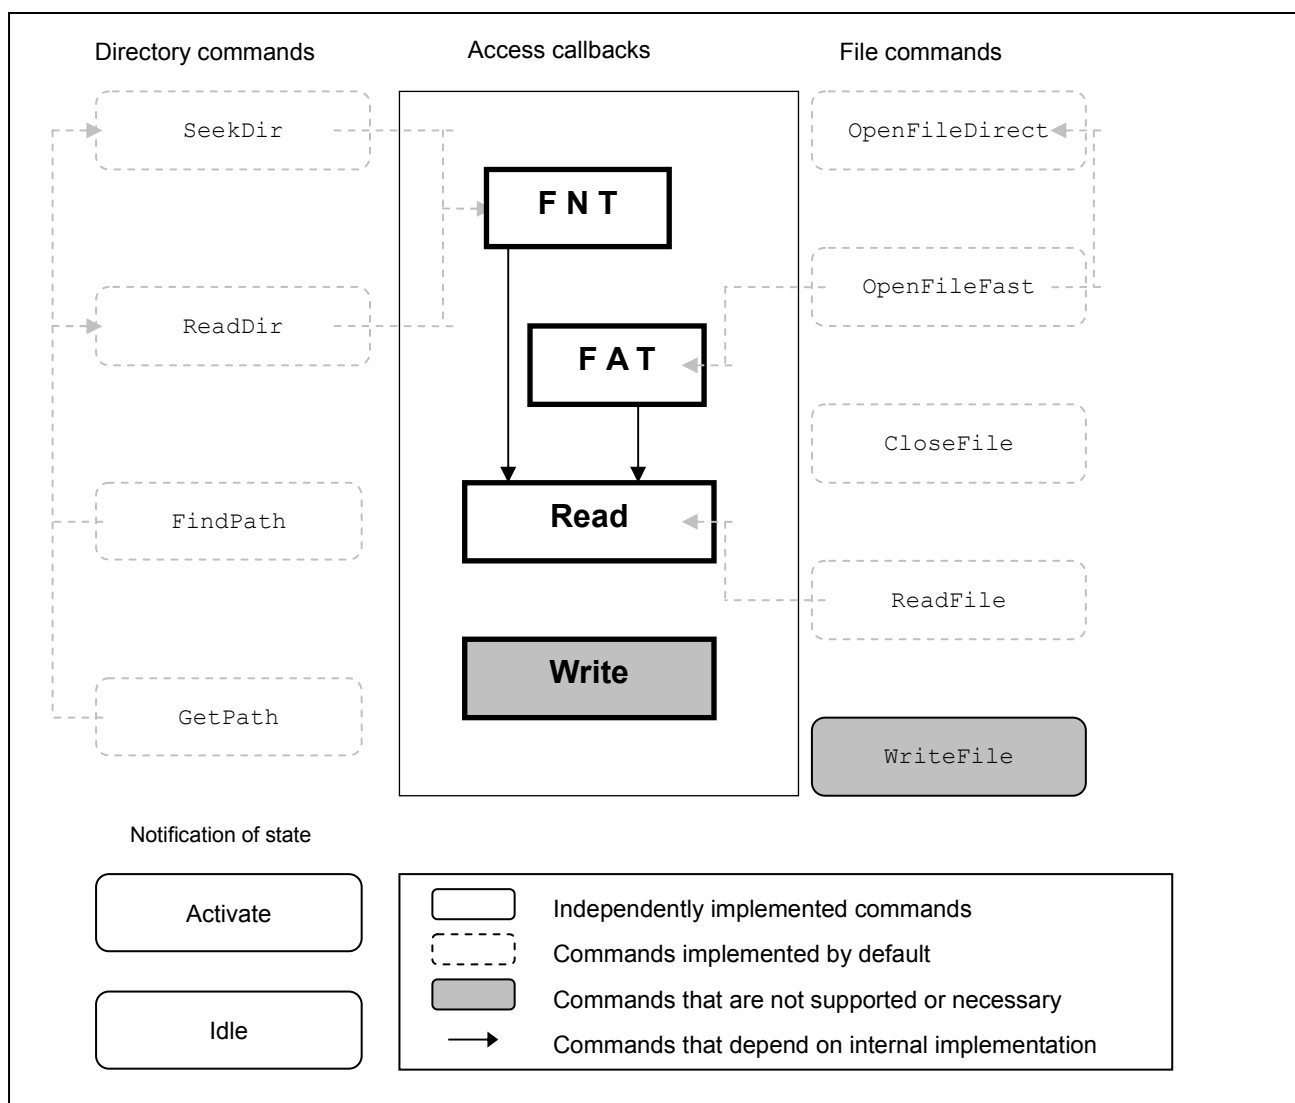 Directory commands
Access callbacks
File commands
SeekDir
OpenFileDirect
F N T
ReadDir
OpenFileFast
F A T
CloseFile
FindPath
Read
ReadFile
Write
GetPath
WriteFile
Notification of state
Activate
Idle
Independently implemented commands
Commands implemented by default
Commands that are not supported or necessary
Commands that depend on internal implementation